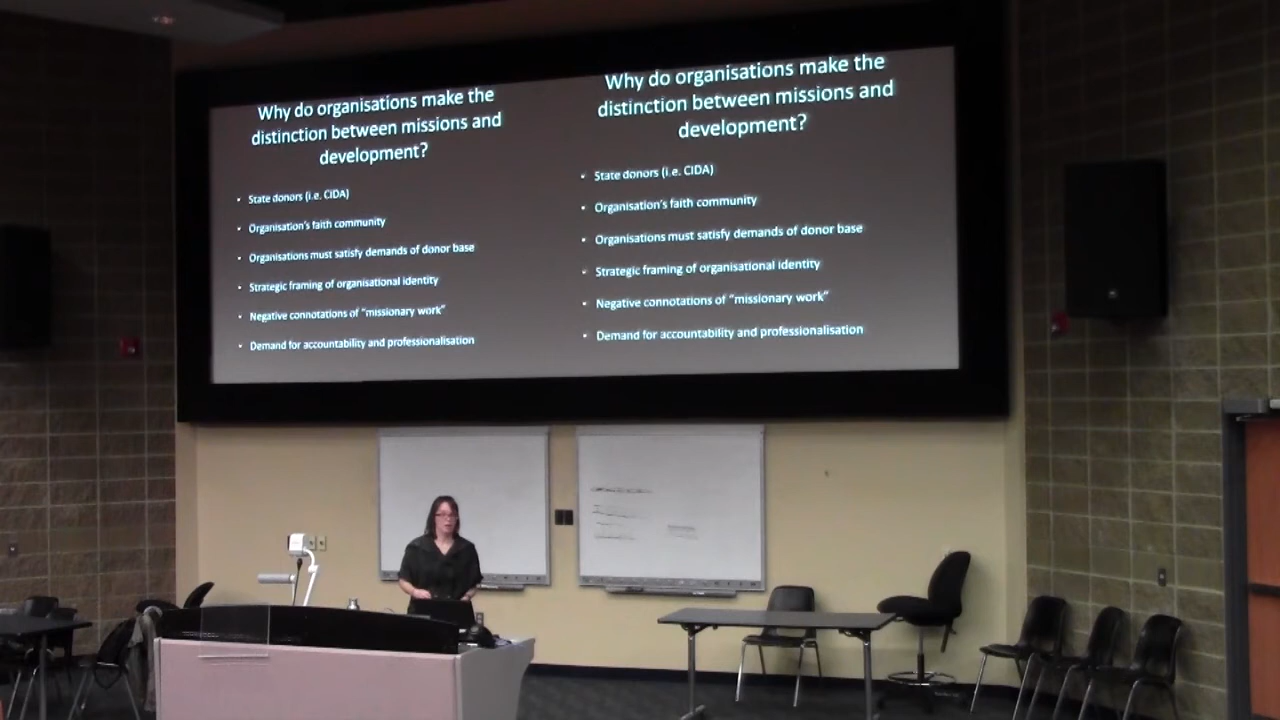 Why do organisations make the
distinction between missions and
development?
• State donors (i.e. CIDA)
• Organisation's faith community
• Organisations must satisfy demands of donor base
• Strategic framing of organisational identity
• Negative connotations of "missionary work"
• Demand for accountability and professionalisation
Why do organisations make the
distinction between missions and
development?
• State donors (i.e. CIDA)
• Organisation's faith community
• Organisations must satisfy demands of donor base
• Strategic framing of organisational identity
• Negative connotations of "missionary work"
• Demand for accountability and professionalisation